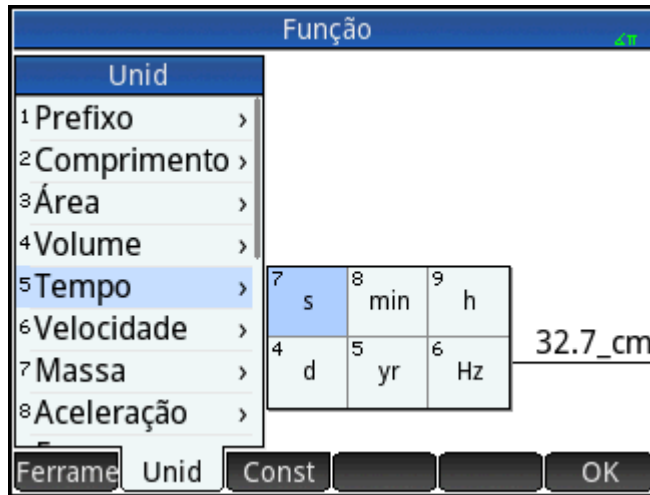 Função
∡π
Unid
1 Prefixo ›
2 Comprimento ›
3 Área ›
4 Volume ›
5 Tempo ›
6 Velocidade ›
7 Massa ›
8 Aceleração ›
7 s 8 min 9 h
4 d 5 yr 6 Hz
32.7_cm
Ferrame Unid Const OK